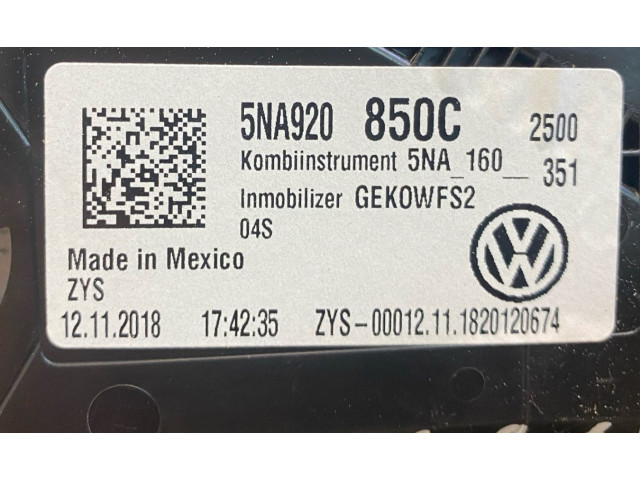 5NA920 850C 2500
Kombiinstrument 5NA_160__ 351
Inmobilizer GEKOWFS2
04S
Made in Mexico
ZYS
12.11.2018 17:42:35 ZYS-00012.11.1820120674